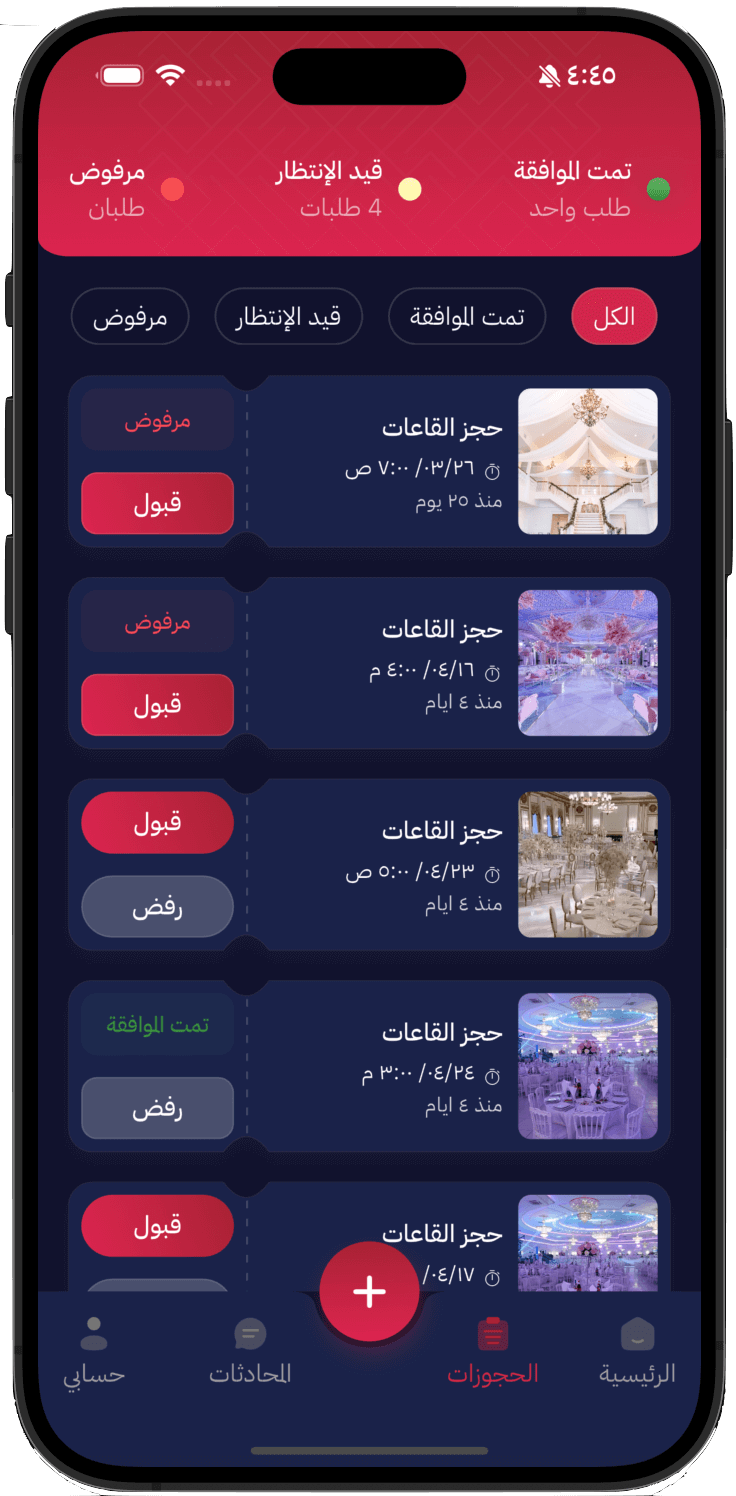 ٤:٤٥
تمت الموافقة
طلب واحد
قيد الإنتظار
4 طلبات
مرفوض
طلبان
الكل
تمت الموافقة
قيد الإنتظار
مرفوض
حجز القاعات
٠٣/٢٦/ ٧:٠٠ ص
منذ ٢٥ يوم
مرفوض
قبول
حجز القاعات
٠٤/١٦/ ٤:٠٠ م
منذ ٤ ايام
مرفوض
قبول
حجز القاعات
٠٤/٢٣/ ٥:٠٠ ص
منذ ٤ ايام
قبول
رفض
حجز القاعات
٠٤/٢٤/ ٣:٠٠ م
منذ ٤ ايام
تمت الموافقة
رفض
حجز القاعات
٠٤/١٧/
قبول
الرئيسية
الحجوزات
المحادثات
حسابي